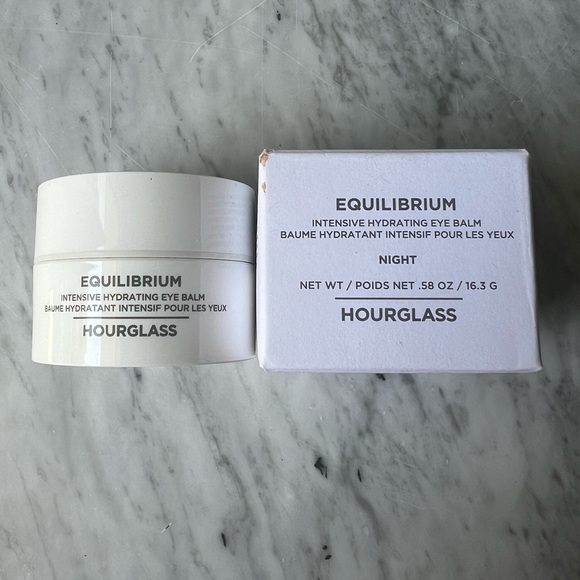 EQUILIBRIUM
INTENSIVE HYDRATING EYE BALM
BAUME HYDRATANT INTENSIF POUR LES YEUX
HOURGLASS
EQUILIBRIUM
INTENSIVE HYDRATING EYE BALM
BAUME HYDRATANT INTENSIF POUR LES YEUX
NIGHT
NET WT / POIDS NET .58 OZ / 16.3 G
HOURGLASS